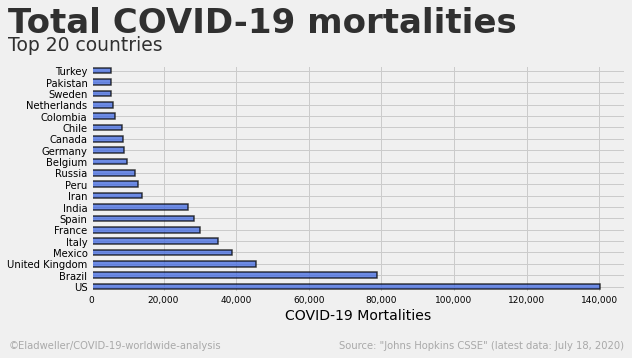 Total COVID-19 mortalities
Top 20 countries
Turkey
Pakistan
Sweden
Netherlands
Colombia
Chile
Canada
Germany
Belgium
Russia
Peru
Iran
India
Spain
France
Italy
Mexico
United Kingdom
Brazil
US
0 20,000 40,000 60,000 80,000 100,000 120,000 140,000
COVID-19 Mortalities
©Eladweller/COVID-19-worldwide-analysis Source: "Johns Hopkins CSSE" (latest data: July 18, 2020)